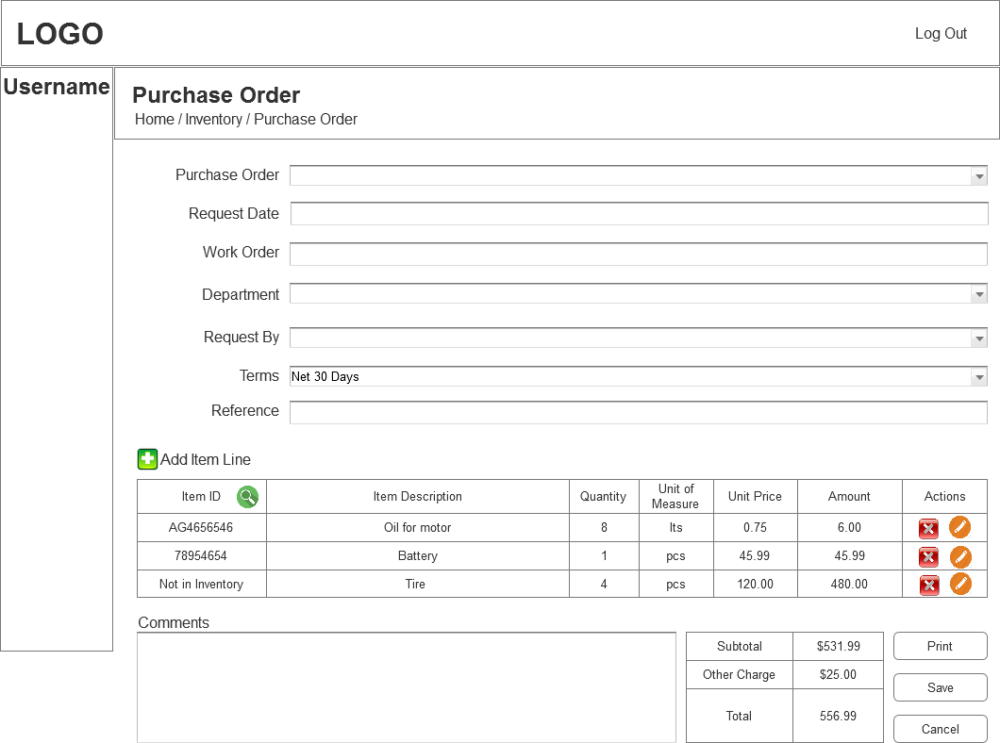 LOGO
Log Out
Username
Purchase Order
Home / Inventory / Purchase Order
Purchase Order
Request Date
Work Order
Department
Request By
Terms Net 30 Days
Reference
Add Item Line
Item ID Item Description Quantity Unit of Measure Unit Price Amount Actions
AG4656546 Oil for motor 8 lts 0.75 6.00
78954654 Battery 1 pcs 45.99 45.99
Not in Inventory Tire 4 pcs 120.00 480.00
Comments
Subtotal $531.99
Other Charge $25.00
Total 556.99
Print
Save
Cancel